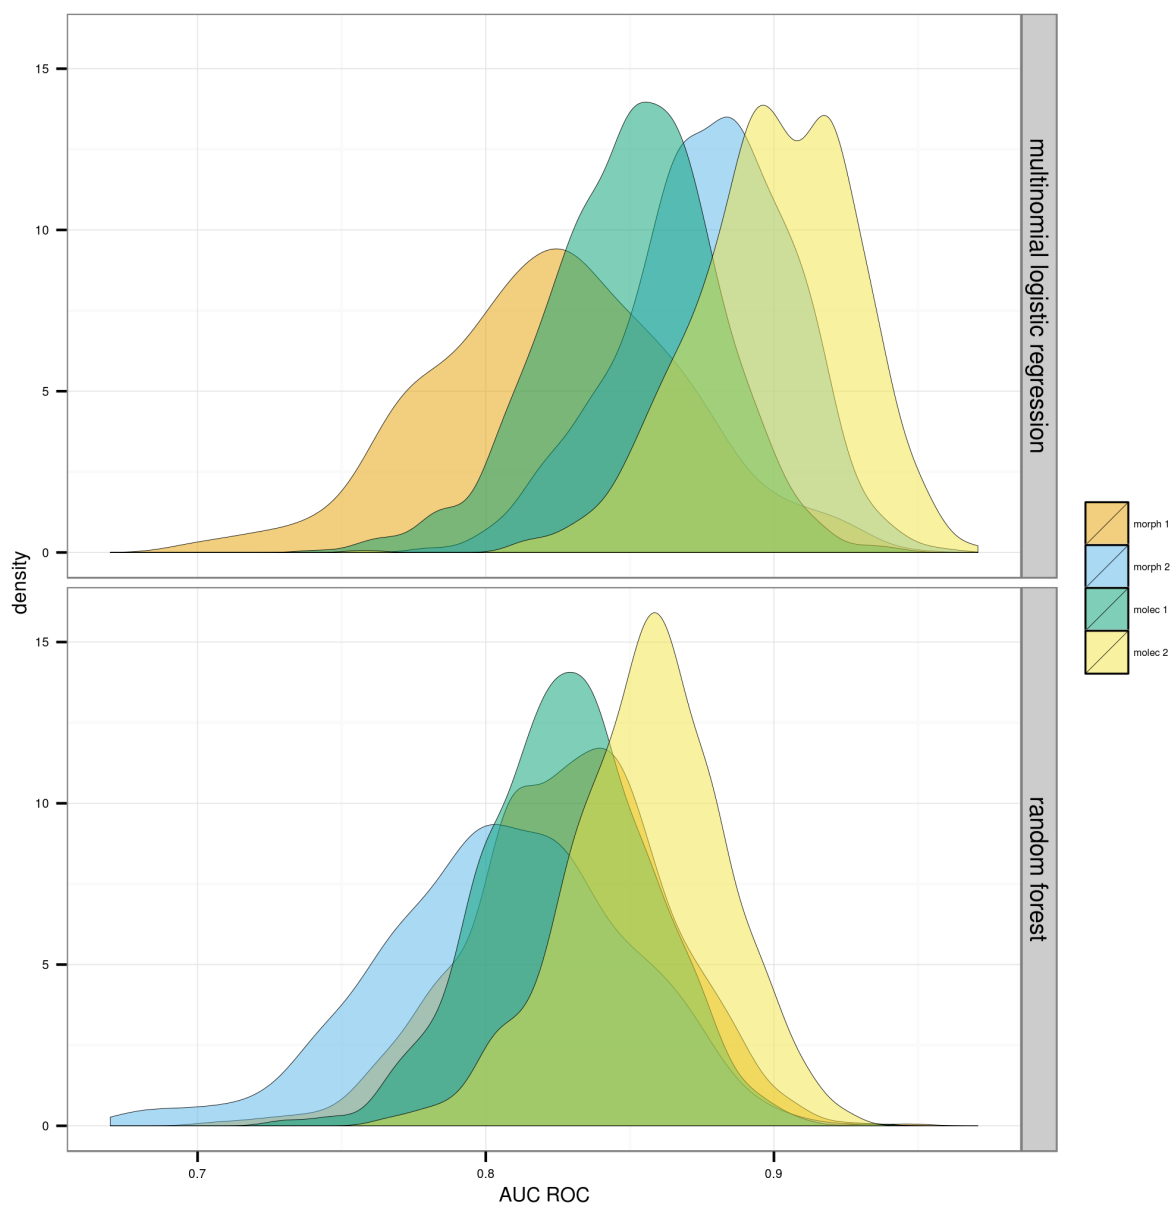 15
10
5
0
multinomial logistic regression
density
15
10
5
0
random forest
0.7
0.8
0.9
AUC ROC
morph 1
morph 2
molec 1
molec 2